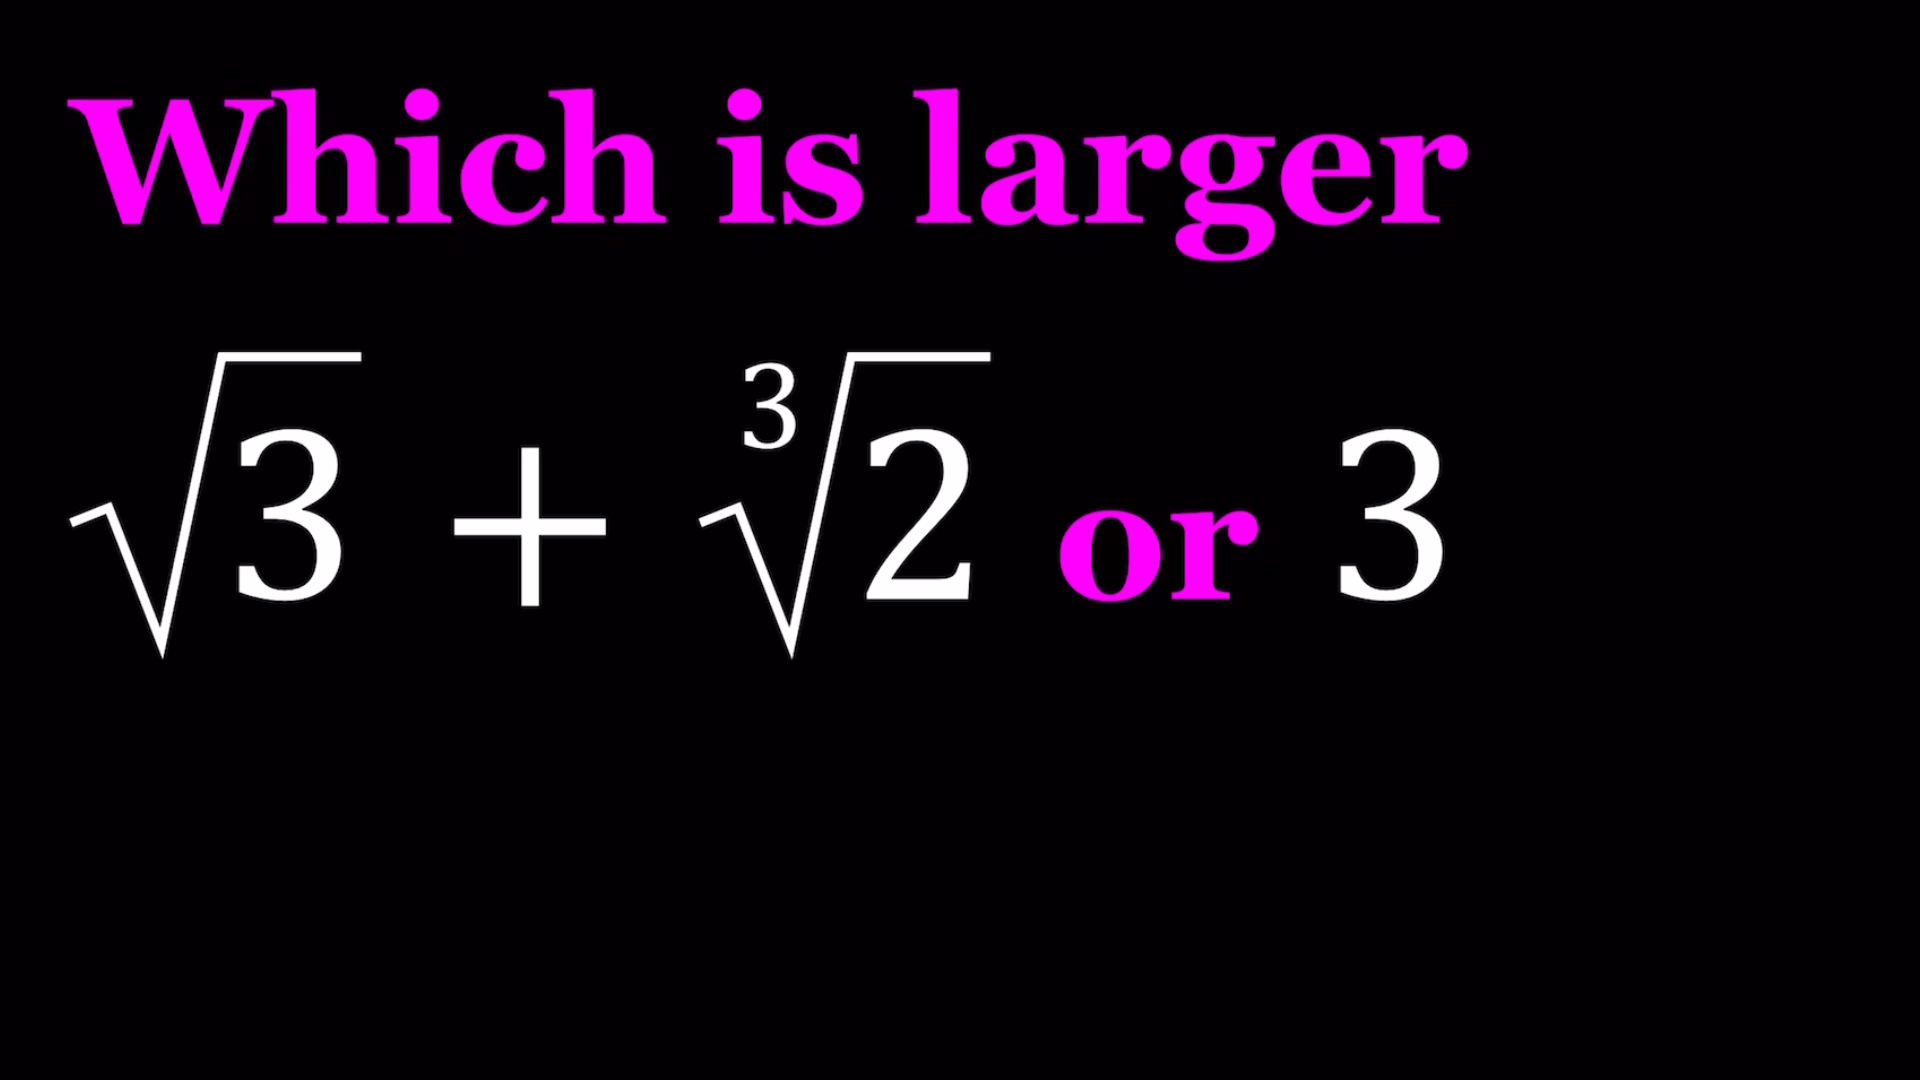 Which is larger
√3 + ∛2 or 3